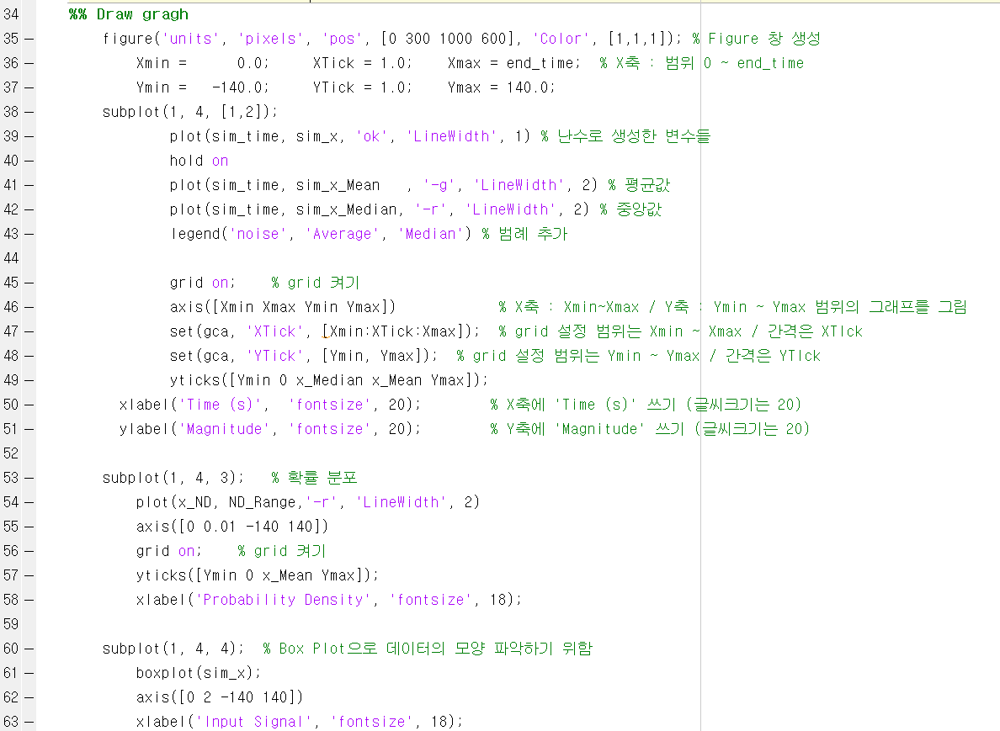 34 %% Draw gragh
35 – figure('units', 'pixels', 'pos', [0 300 1000 600], 'Color', [1,1,1]); % Figure 창 생성
36 – Xmin = 0.0; XTick = 1.0; Xmax = end_time; % X축 : 범위 0 ~ end_time
37 – Ymin = -140.0; YTick = 1.0; Ymax = 140.0;
38 – subplot(1, 4, [1,2]);
39 – plot(sim_time, sim_x, 'ok', 'LineWidth', 1) % 난수로 생성한 변수들
40 – hold on
41 – plot(sim_time, sim_x_Mean , '-g', 'LineWidth', 2) % 평균값
42 – plot(sim_time, sim_x_Median, '-r', 'LineWidth', 2) % 중앙값
43 – legend('noise', 'Average', 'Median') % 범례 추가
44
45 – grid on; % grid 켜기
46 – axis([Xmin Xmax Ymin Ymax]) % X축 : Xmin~Xmax / Y축 : Ymin ~ Ymax 범위의 그래프를 그림
47 – set(gca, 'XTick', [Xmin:XTick:Xmax]); % grid 설정 범위는 Xmin ~ Xmax / 간격은 XTIck
48 – set(gca, 'YTick', [Ymin, Ymax]); % grid 설정 범위는 Ymin ~ Ymax / 간격은 YTIck
49 – yticks([Ymin 0 x_Median x_Mean Ymax]);
50 – xlabel('Time (s)', 'fontsize', 20); % X축에 'Time (s)' 쓰기 (글씨크기는 20)
51 – ylabel('Magnitude', 'fontsize', 20); % Y축에 'Magnitude' 쓰기 (글씨크기는 20)
52
53 – subplot(1, 4, 3); % 확률 분포
54 – plot(x_ND, ND_Range,'-r', 'LineWidth', 2)
55 – axis([0 0.01 -140 140])
56 – grid on; % grid 켜기
57 – yticks([Ymin 0 x_Mean Ymax]);
58 – xlabel('Probability Density', 'fontsize', 18);
59
60 – subplot(1, 4, 4); % Box Plot으로 데이터의 모양 파악하기 위함
61 – boxplot(sim_x);
62 – axis([0 2 -140 140])
63 – xlabel('Input Signal', 'fontsize', 18);